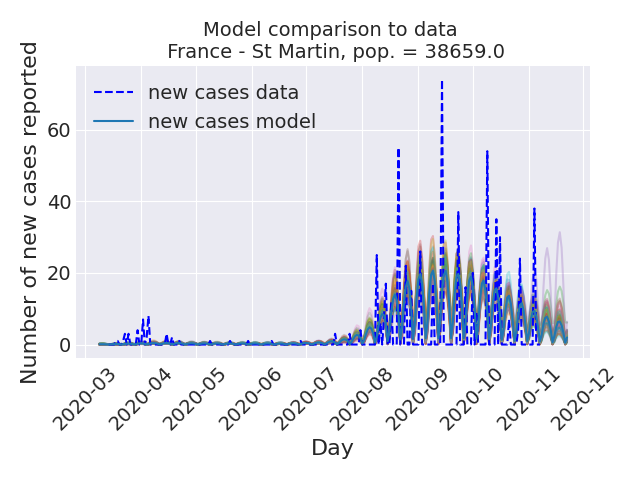 Model comparison to data
France - St Martin, pop. = 38659.0
new cases data
new cases model
Number of new cases reported
60
40
20
0
2020-03
2020-04
2020-05
2020-06
2020-07
2020-08
2020-09
2020-10
2020-11
2020-12
Day